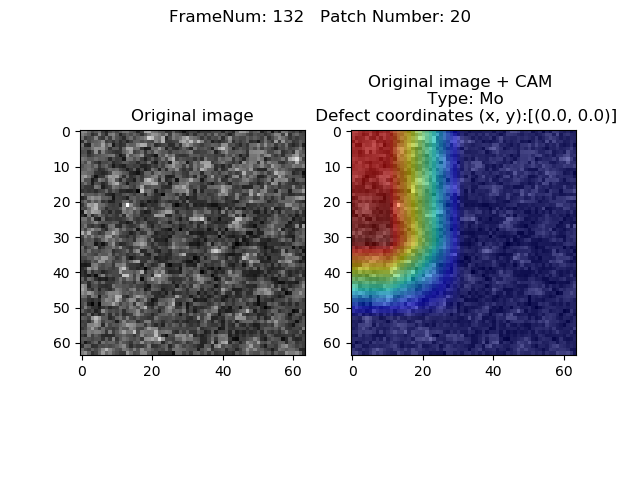 FrameNum: 132   Patch Number: 20
Original image
Original image + CAM
Type: Mo
Defect coordinates (x, y):[(0.0, 0.0)]
0
10
20
30
40
50
60
0 20 40 60
0
10
20
30
40
50
60
0 20 40 60